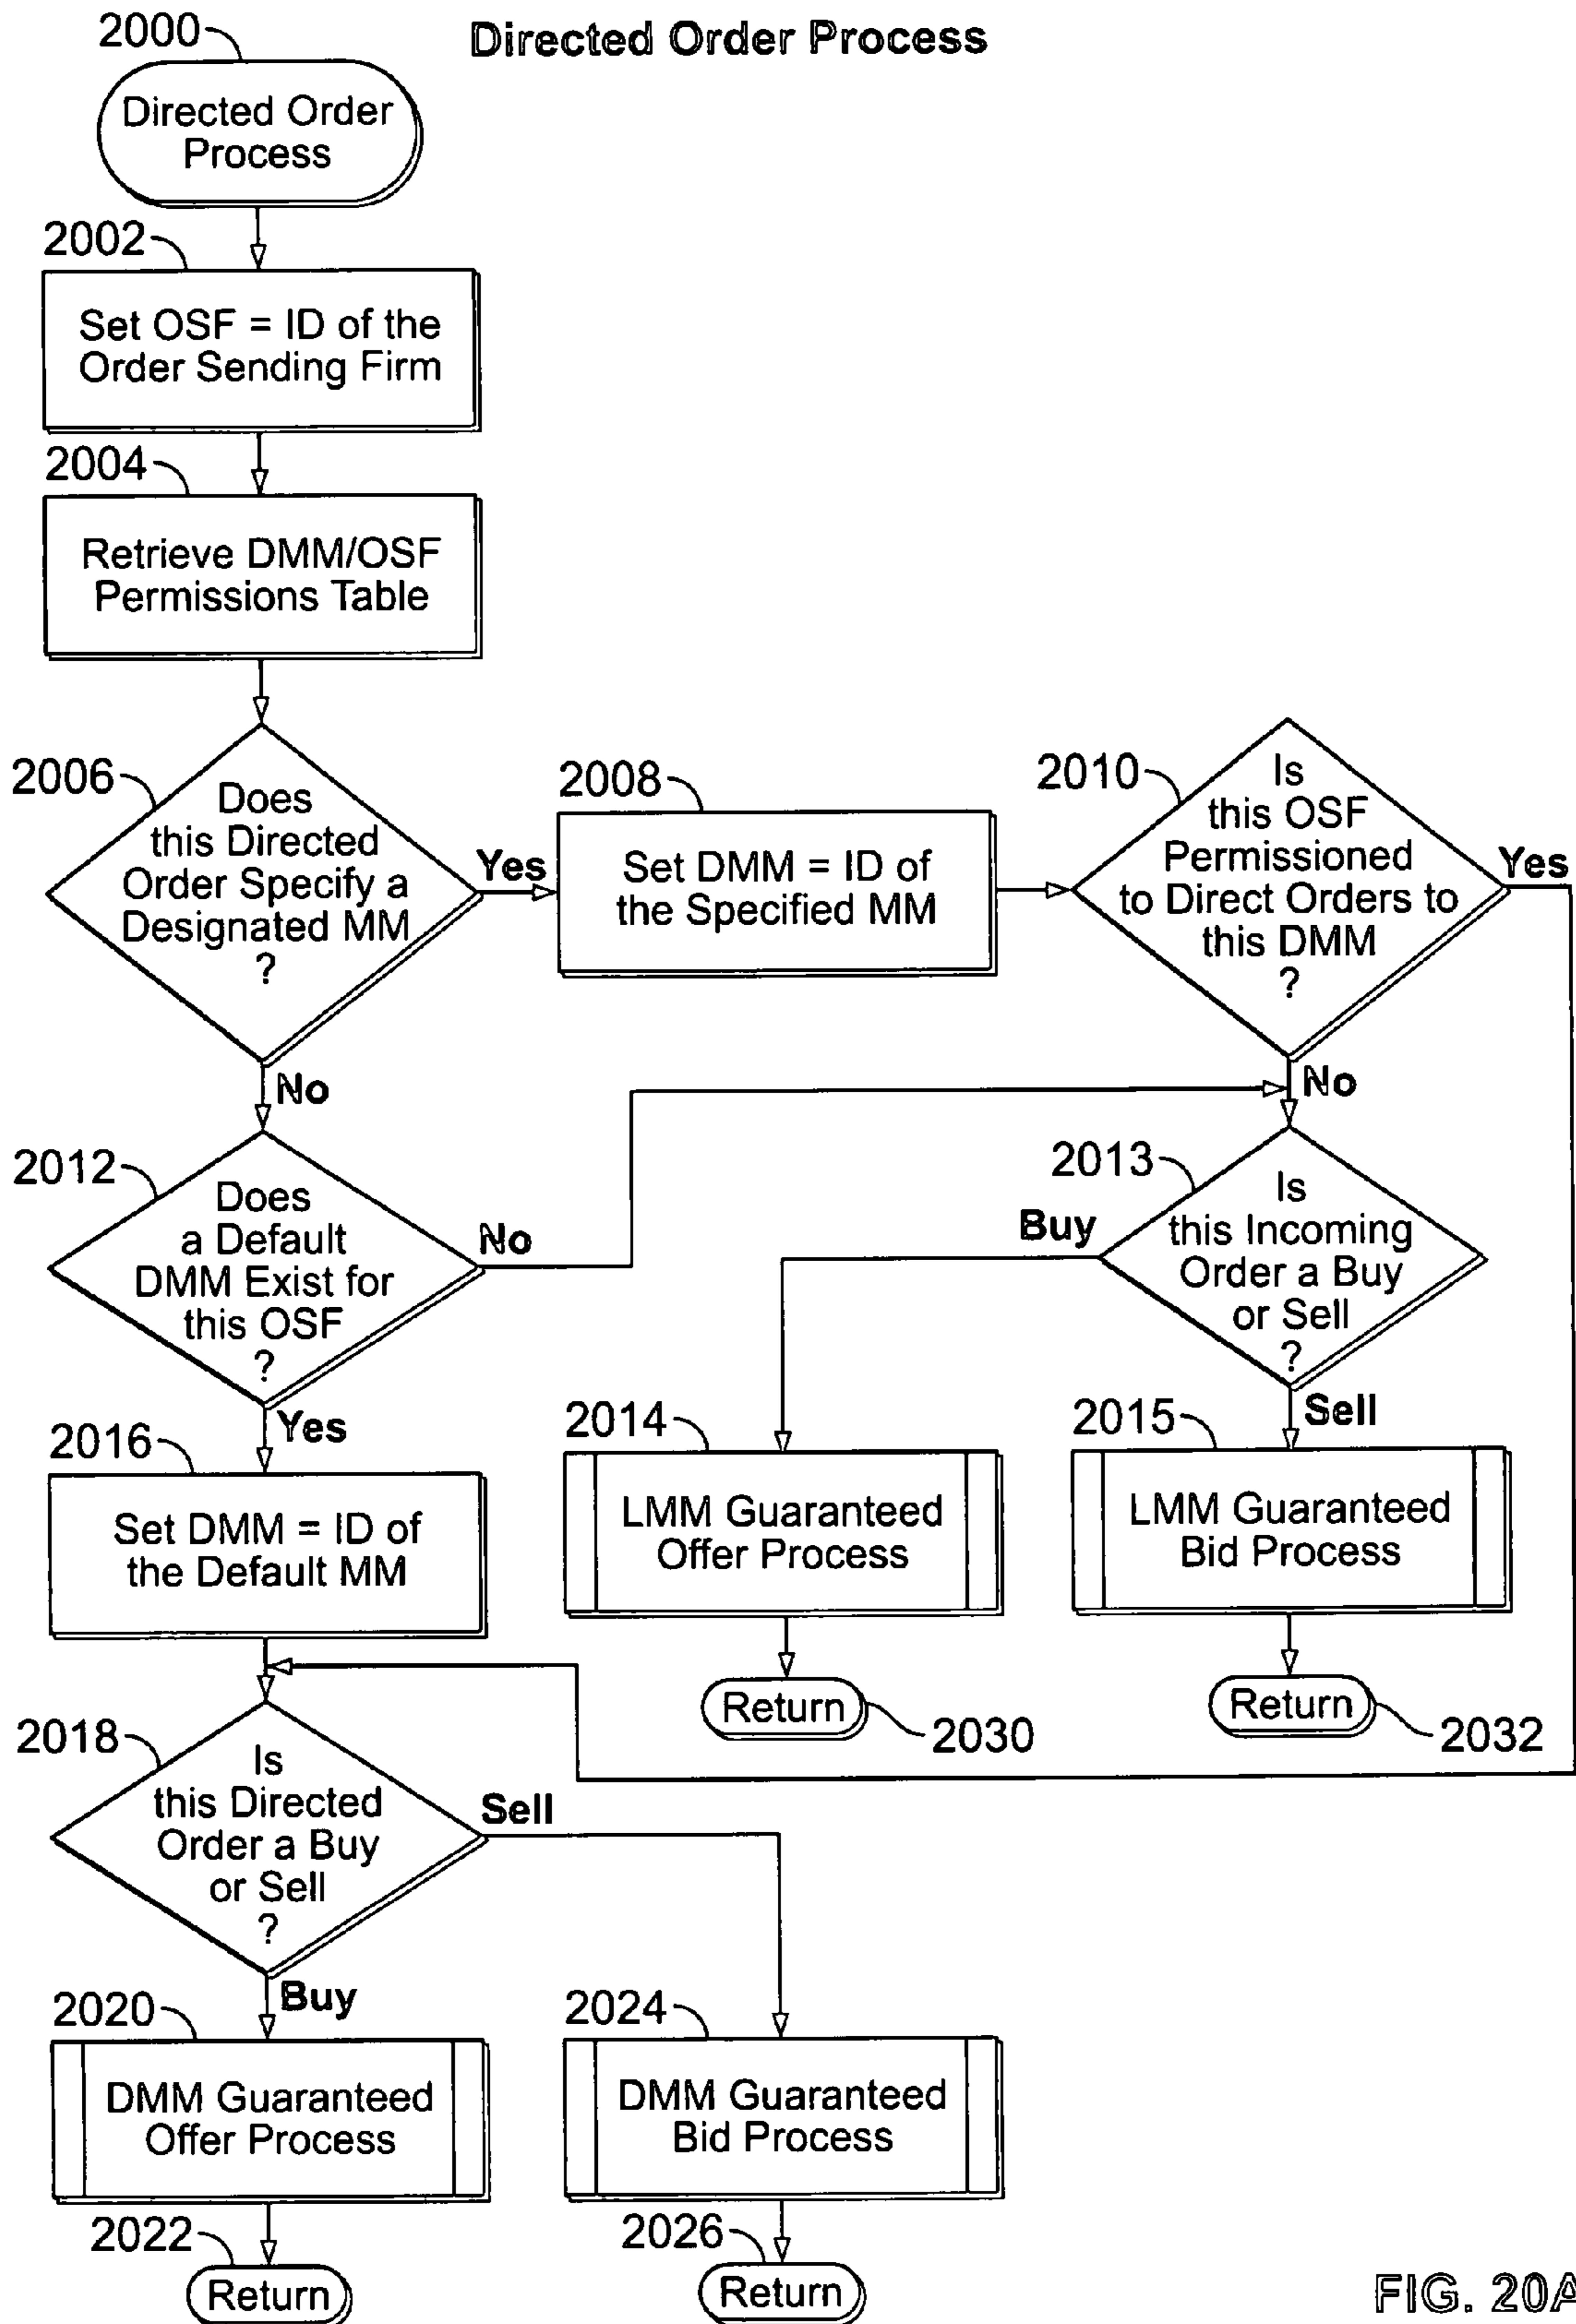 2000
Directed Order Process
Directed Order
Process
2002
Set OSF = ID of the
Order Sending Firm
2004
Retrieve DMM/OSF
Permissions Table
2006
Does
this Directed
Order Specify a
Designated MM
?
Yes
No
2008
Set DMM = ID of
the Specified MM
2010
Is
this OSF
Permissioned
to Direct Orders to
this DMM
?
Yes
No
2012
Does
a Default
DMM Exist for
this OSF
?
No
Yes
2013
Is
this Incoming
Order a Buy
or Sell
?
Buy
Sell
2014
LMM Guaranteed
Offer Process
2015
LMM Guaranteed
Bid Process
2016
Set DMM = ID of
the Default MM
Return
2030
Return
2032
2018
Is
this Directed
Order a Buy
or Sell
?
Sell
Buy
2020
DMM Guaranteed
Offer Process
2024
DMM Guaranteed
Bid Process
2022
Return
2026
Return
FIG. 20A